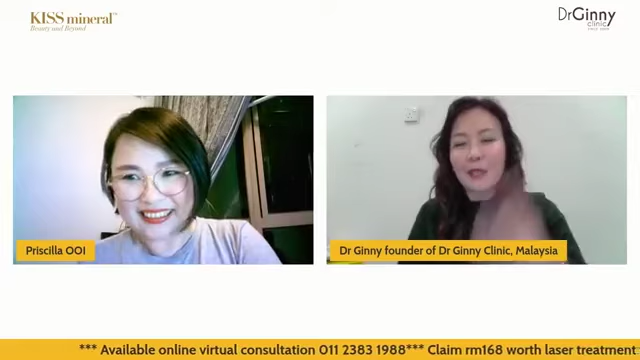 KISS mineral™
Beauty and Beyond
DrGinny
clinic
Priscilla OOI
Dr Ginny founder of Dr Ginny Clinic, Malaysia
*** Available online virtual consultation 011 2383 1988*** Claim rm168 worth laser treatment